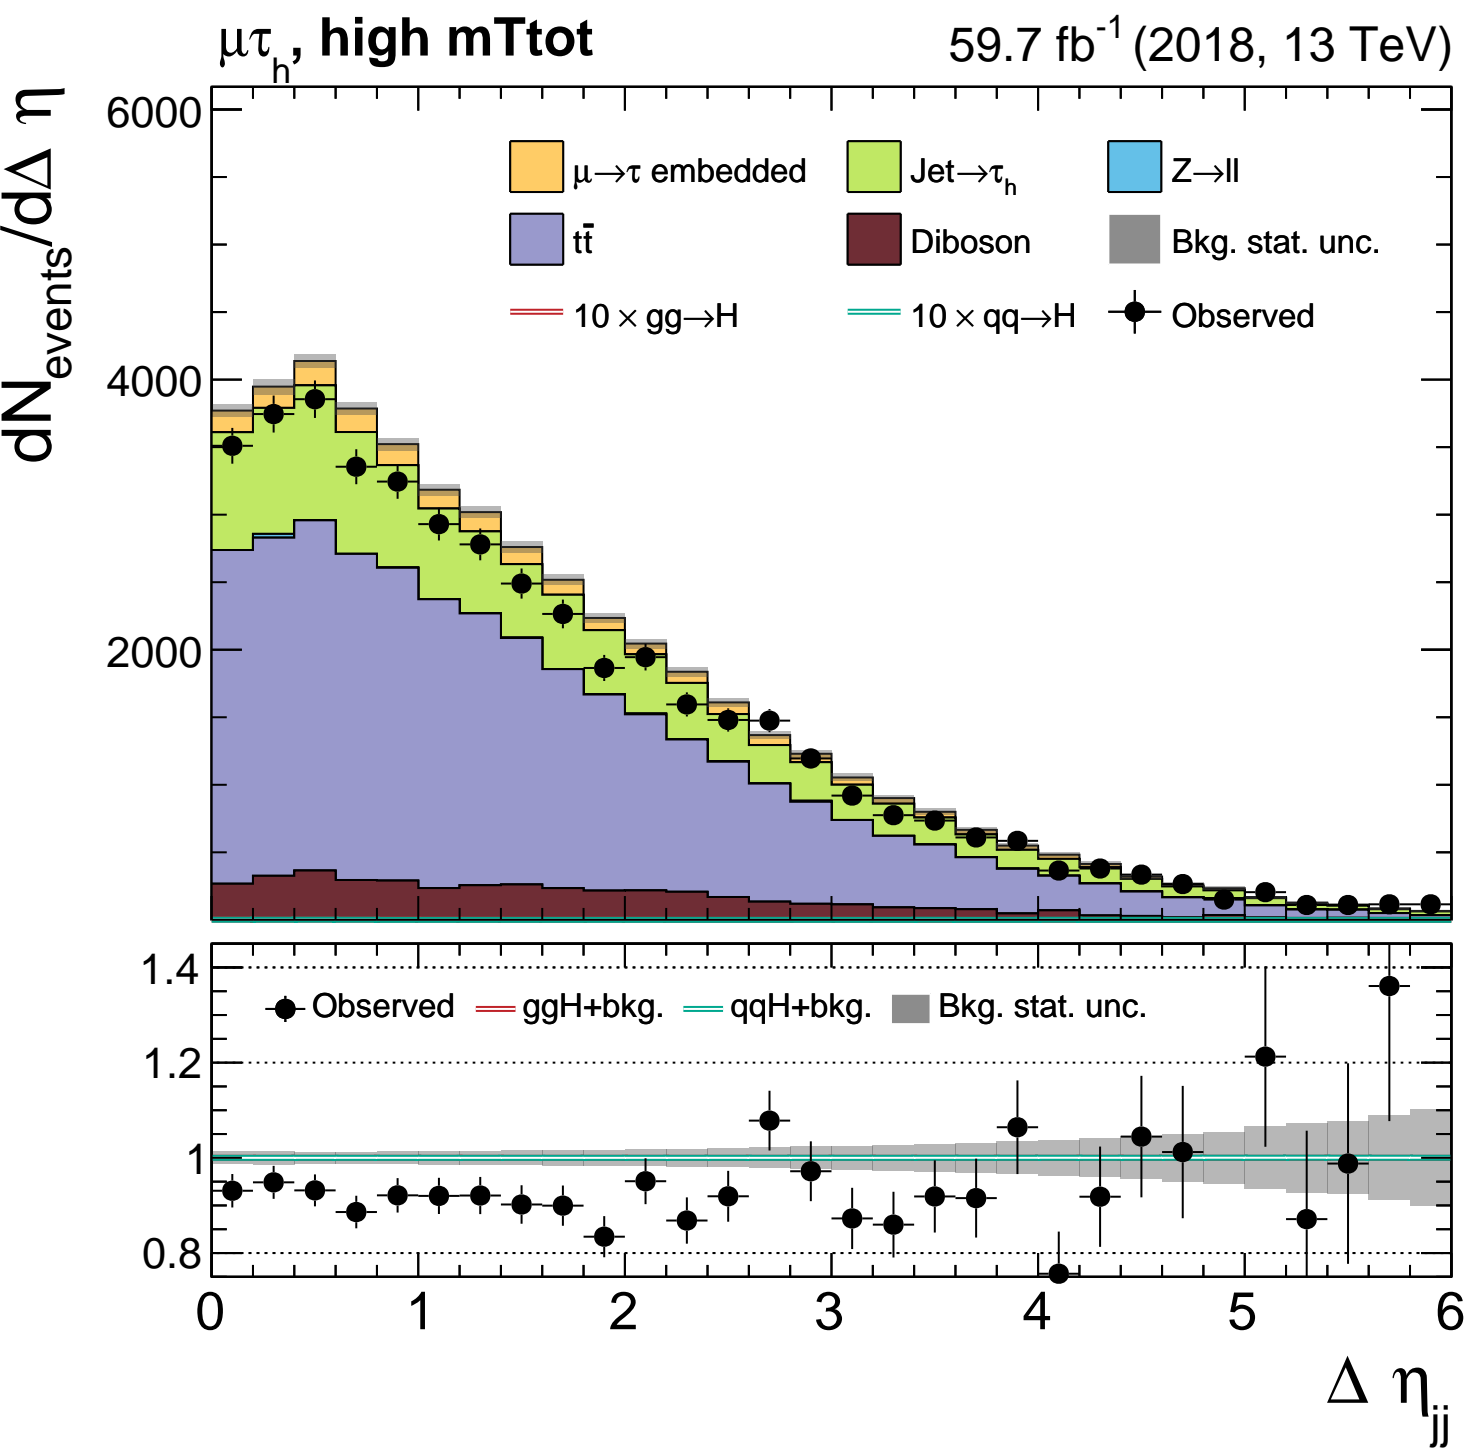 μτh, high mTtot 59.7 fb-1 (2018, 13 TeV)
dNevents/dΔ η
6000
4000
2000
μ→τ embedded Jet→τh Z→ll
tt̄ Diboson Bkg. stat. unc.
10 × gg→H 10 × qq→H Observed
1.4
1.2
1
0.8
Observed ggH+bkg. qqH+bkg. Bkg. stat. unc.
0 1 2 3 4 5 6
Δ ηjj